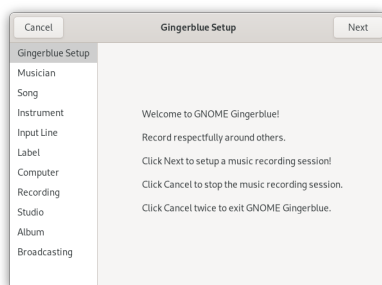 Cancel
Gingerblue Setup
Next
Gingerblue Setup
Musician
Song
Instrument
Input Line
Label
Computer
Recording
Studio
Album
Broadcasting
Welcome to GNOME Gingerblue!
Record respectfully around others.
Click Next to setup a music recording session!
Click Cancel to stop the music recording session.
Click Cancel twice to exit GNOME Gingerblue.